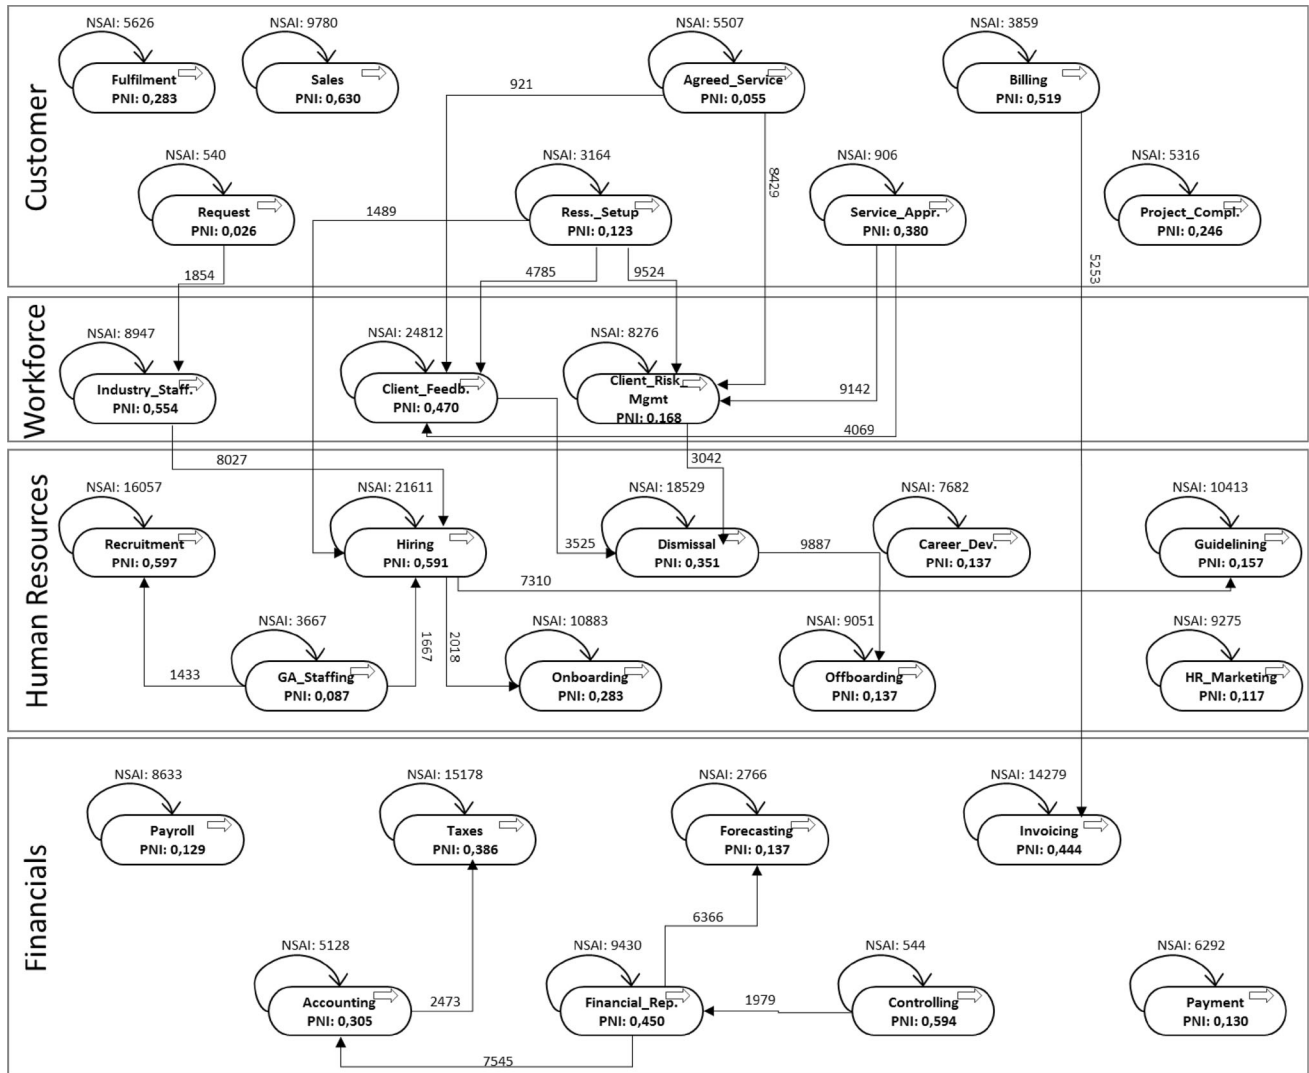 Customer
NSAI: 5626
NSAI: 9780
NSAI: 5507
NSAI: 3859
Fulfilment
PNI: 0,283
Sales
PNI: 0,630
Agreed_Service
PNI: 0,055
Billing
PNI: 0,519
921
8429
NSAI: 540
NSAI: 3164
NSAI: 906
NSAI: 5316
Request
PNI: 0,026
1489
Ress._Setup
PNI: 0,123
Service_Appr.
PNI: 0,380
Project_Compl.
PNI: 0,246
1854
4785
9524
5253
Workforce
NSAI: 8947
NSAI: 24812
NSAI: 8276
Industry_Staff.
PNI: 0,554
Client_Feedb.
PNI: 0,470
Client_Risk_
Mgmt
PNI: 0.168
9142
4069
Human Resources
8027
3042
NSAI: 16057
NSAI: 21611
NSAI: 18529
NSAI: 7682
NSAI: 10413
Recruitment
PNI: 0,597
Hiring
PNI: 0,591
3525
Dismissal
PNI: 0,351
9887
Career_Dev.
PNI: 0,137
Guidelining
PNI: 0,157
7310
NSAI: 3667
1667
2018
NSAI: 10883
NSAI: 9051
NSAI: 9275
1433
GA_Staffing
PNI: 0,087
Onboarding
PNI: 0,283
Offboarding
PNI: 0,137
HR_Marketing
PNI: 0,117
Financials
NSAI: 8633
NSAI: 15178
NSAI: 2766
NSAI: 14279
Payroll
PNI: 0,129
Taxes
PNI: 0,386
Forecasting
PNI: 0,137
Invoicing
PNI: 0,444
6366
NSAI: 5128
NSAI: 9430
NSAI: 544
NSAI: 6292
Accounting
PNI: 0,305
2473
Financial_Rep.
PNI: 0,450
1979
Controlling
PNI: 0,594
Payment
PNI: 0,130
7545